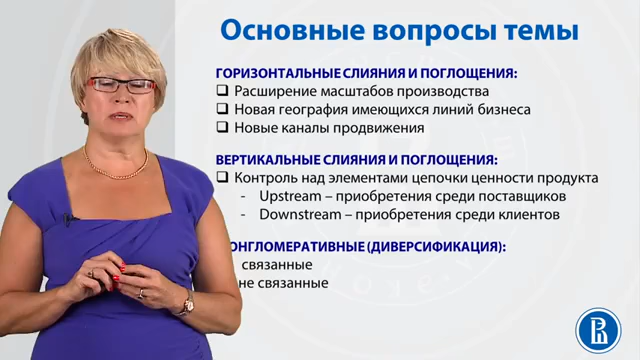 Основные вопросы темы
ГОРИЗОНТАЛЬНЫЕ СЛИЯНИЯ И ПОГЛОЩЕНИЯ:
Расширение масштабов производства
Новая география имеющихся линий бизнеса
Новые каналы продвижения
ВЕРТИКАЛЬНЫЕ СЛИЯНИЯ И ПОГЛОЩЕНИЯ:
Контроль над элементами цепочки ценности продукта
- Upstream – приобретения среди поставщиков
- Downstream – приобретения среди клиентов
ОНГЛОМЕРАТИВНЫЕ (ДИВЕРСИФИКАЦИЯ):
связанные
не связанные